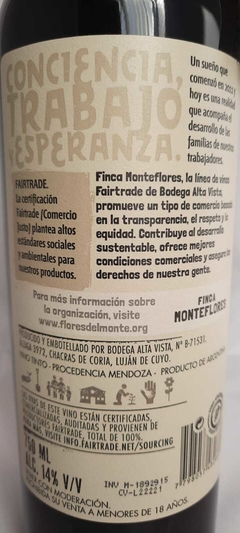 CONCIENCIA,
TRABAJO
ESPERANZA.
Un sueño que
comenzó en 2012 y
hoy es una realidad
que acompaña el
desarrollo de las
familias de nuestros
trabajadores.
FAIRTRADE.
La certificación
Fairtrade (Comercio
Justo) plantea altos
estándares sociales
y ambientales para
nuestros productos.
Finca Monteflores, la línea de vinos
Fairtrade de Bodega Alta Vista,
promueve un tipo de comercio basado
en la transparencia, el respeto y la
equidad. Contribuye al desarrollo
sustentable, ofrece mejores
condiciones comerciales y asegura los
derechos de nuestra gente.
Para más información sobre
la organización, visite
www.floresdelmonte.org
FINCA
MONTEFLORES
PRODUCIDO Y EMBOTELLADO POR BODEGA ALTA VISTA, Nº B-71531.
3972, CHACRAS DE CORIA, LUJÁN DE CUYO.
TINTO - PROCEDENCIA MENDOZA - PRODUCTO DE ARGENTINA
DE ESTE VINO ESTÁN CERTIFICADAS,
AUDITADAS Y PROVIENEN DE
FAIRTRADE, TOTAL DE 100%.
VISITE INFO.FAIRTRADE.NET/SOURCING
750 ML
ALC. 14% V/V
INV M-1892915
CV-L22221
CON MODERACIÓN.
SU VENTA A MENORES DE 18 AÑOS.